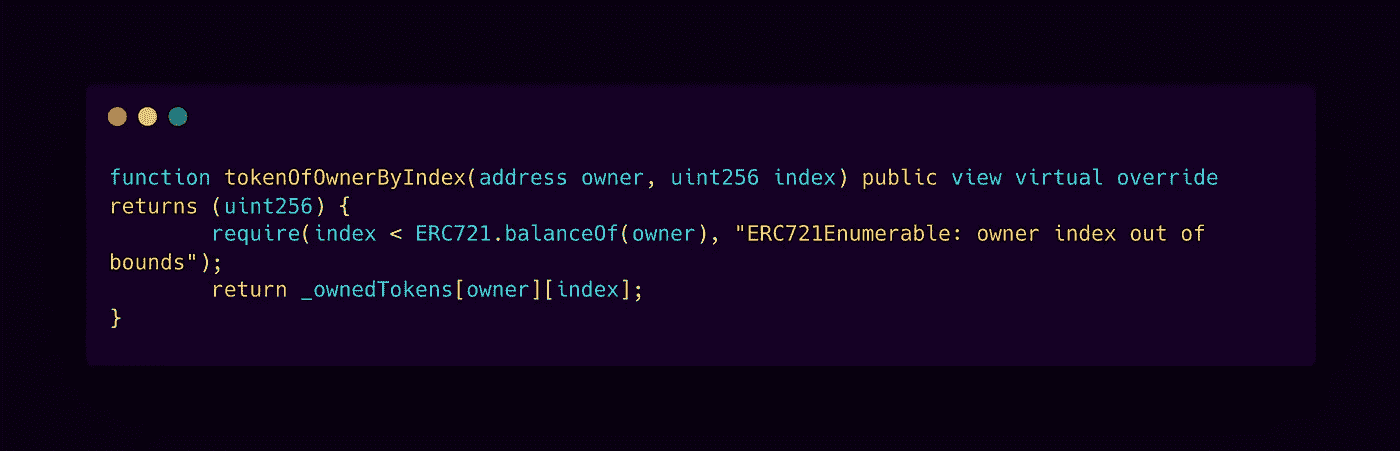 function tokenOfOwnerByIndex(address owner, uint256 index) public view virtual override
returns (uint256) {
        require(index < ERC721.balanceOf(owner), "ERC721Enumerable: owner index out of
bounds");
        return _ownedTokens[owner][index];
}